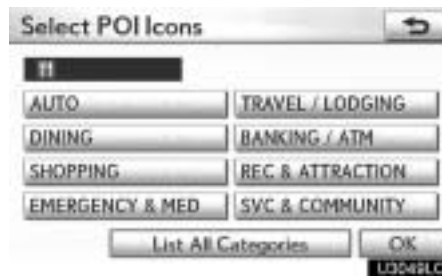 Select POI Icons
AUTO
TRAVEL / LODGING
DINING
BANKING / ATM
SHOPPING
REC & ATTRACTION
EMERGENCY & MED
SVC & COMMUNITY
List All Categories
OK
U3049LC